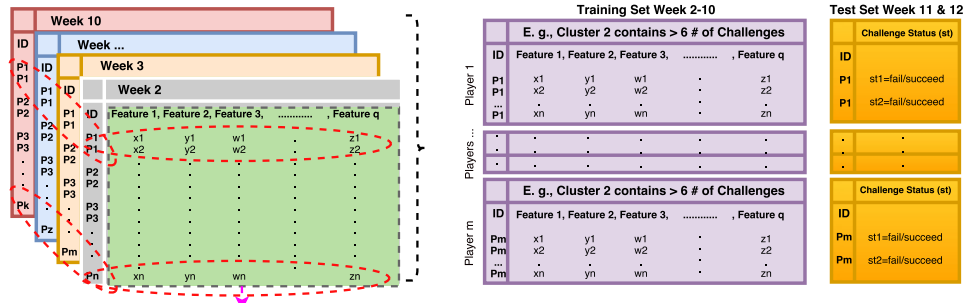 Week 10
ID
P1
P1
P2
P2
P3
P3
.
.
.
Pk
Week ...
ID
P1
P1
P2
P2
P3
P3
.
.
Pz
Week 3
ID
P1
P1
P2
P2
P3
P3
.
.
Pm
Week 2
ID Feature 1, Feature 2, Feature 3, ............ , Feature q
P1 x1 y1 w1 . z1
P1 x2 y2 w2 . z2
P2
P2
P3
P3
.
.
.
Pn xn yn wn zn
Training Set Week 2-10
Player 1
E. g., Cluster 2 contains > 6 # of Challenges
ID Feature 1, Feature 2, Feature 3, ............ , Feature q
P1 x1 y1 w1 . z1
P1 x2 y2 w2 . z2
... . . . . .
P1 xn yn wn . zn
Players ...
. . . . . .
. . . . . .
. . . . . .
Player m
E. g., Cluster 2 contains > 6 # of Challenges
ID Feature 1, Feature 2, Feature 3, ............ , Feature q
Pm x1 y1 w1 . z1
Pm x2 y2 w2 . z2
... . . . . .
Pm xn yn wn . zn
Test Set Week 11 & 12
Challenge Status (st)
ID
P1 st1=fail/succeed
P1 st2=fail/succeed
. .
. .
. .
Challenge Status (st)
ID
Pm st1=fail/succeed
Pm st2=fail/succeed